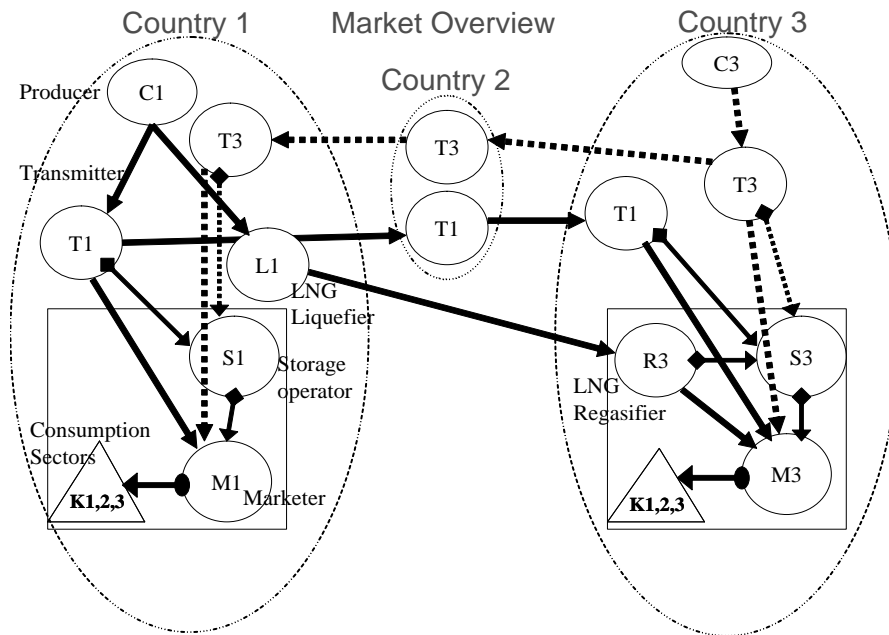 Country 1
Market Overview
Country 3
Country 2
Producer
C1
C3
T3
T3
T3
Transmitter
T1
T1
T1
L1
LNG
Liquefier
S1
Storage
operator
R3
S3
LNG
Regasifier
Consumption
Sectors
K1,2,3
M1
Marketer
K1,2,3
M3